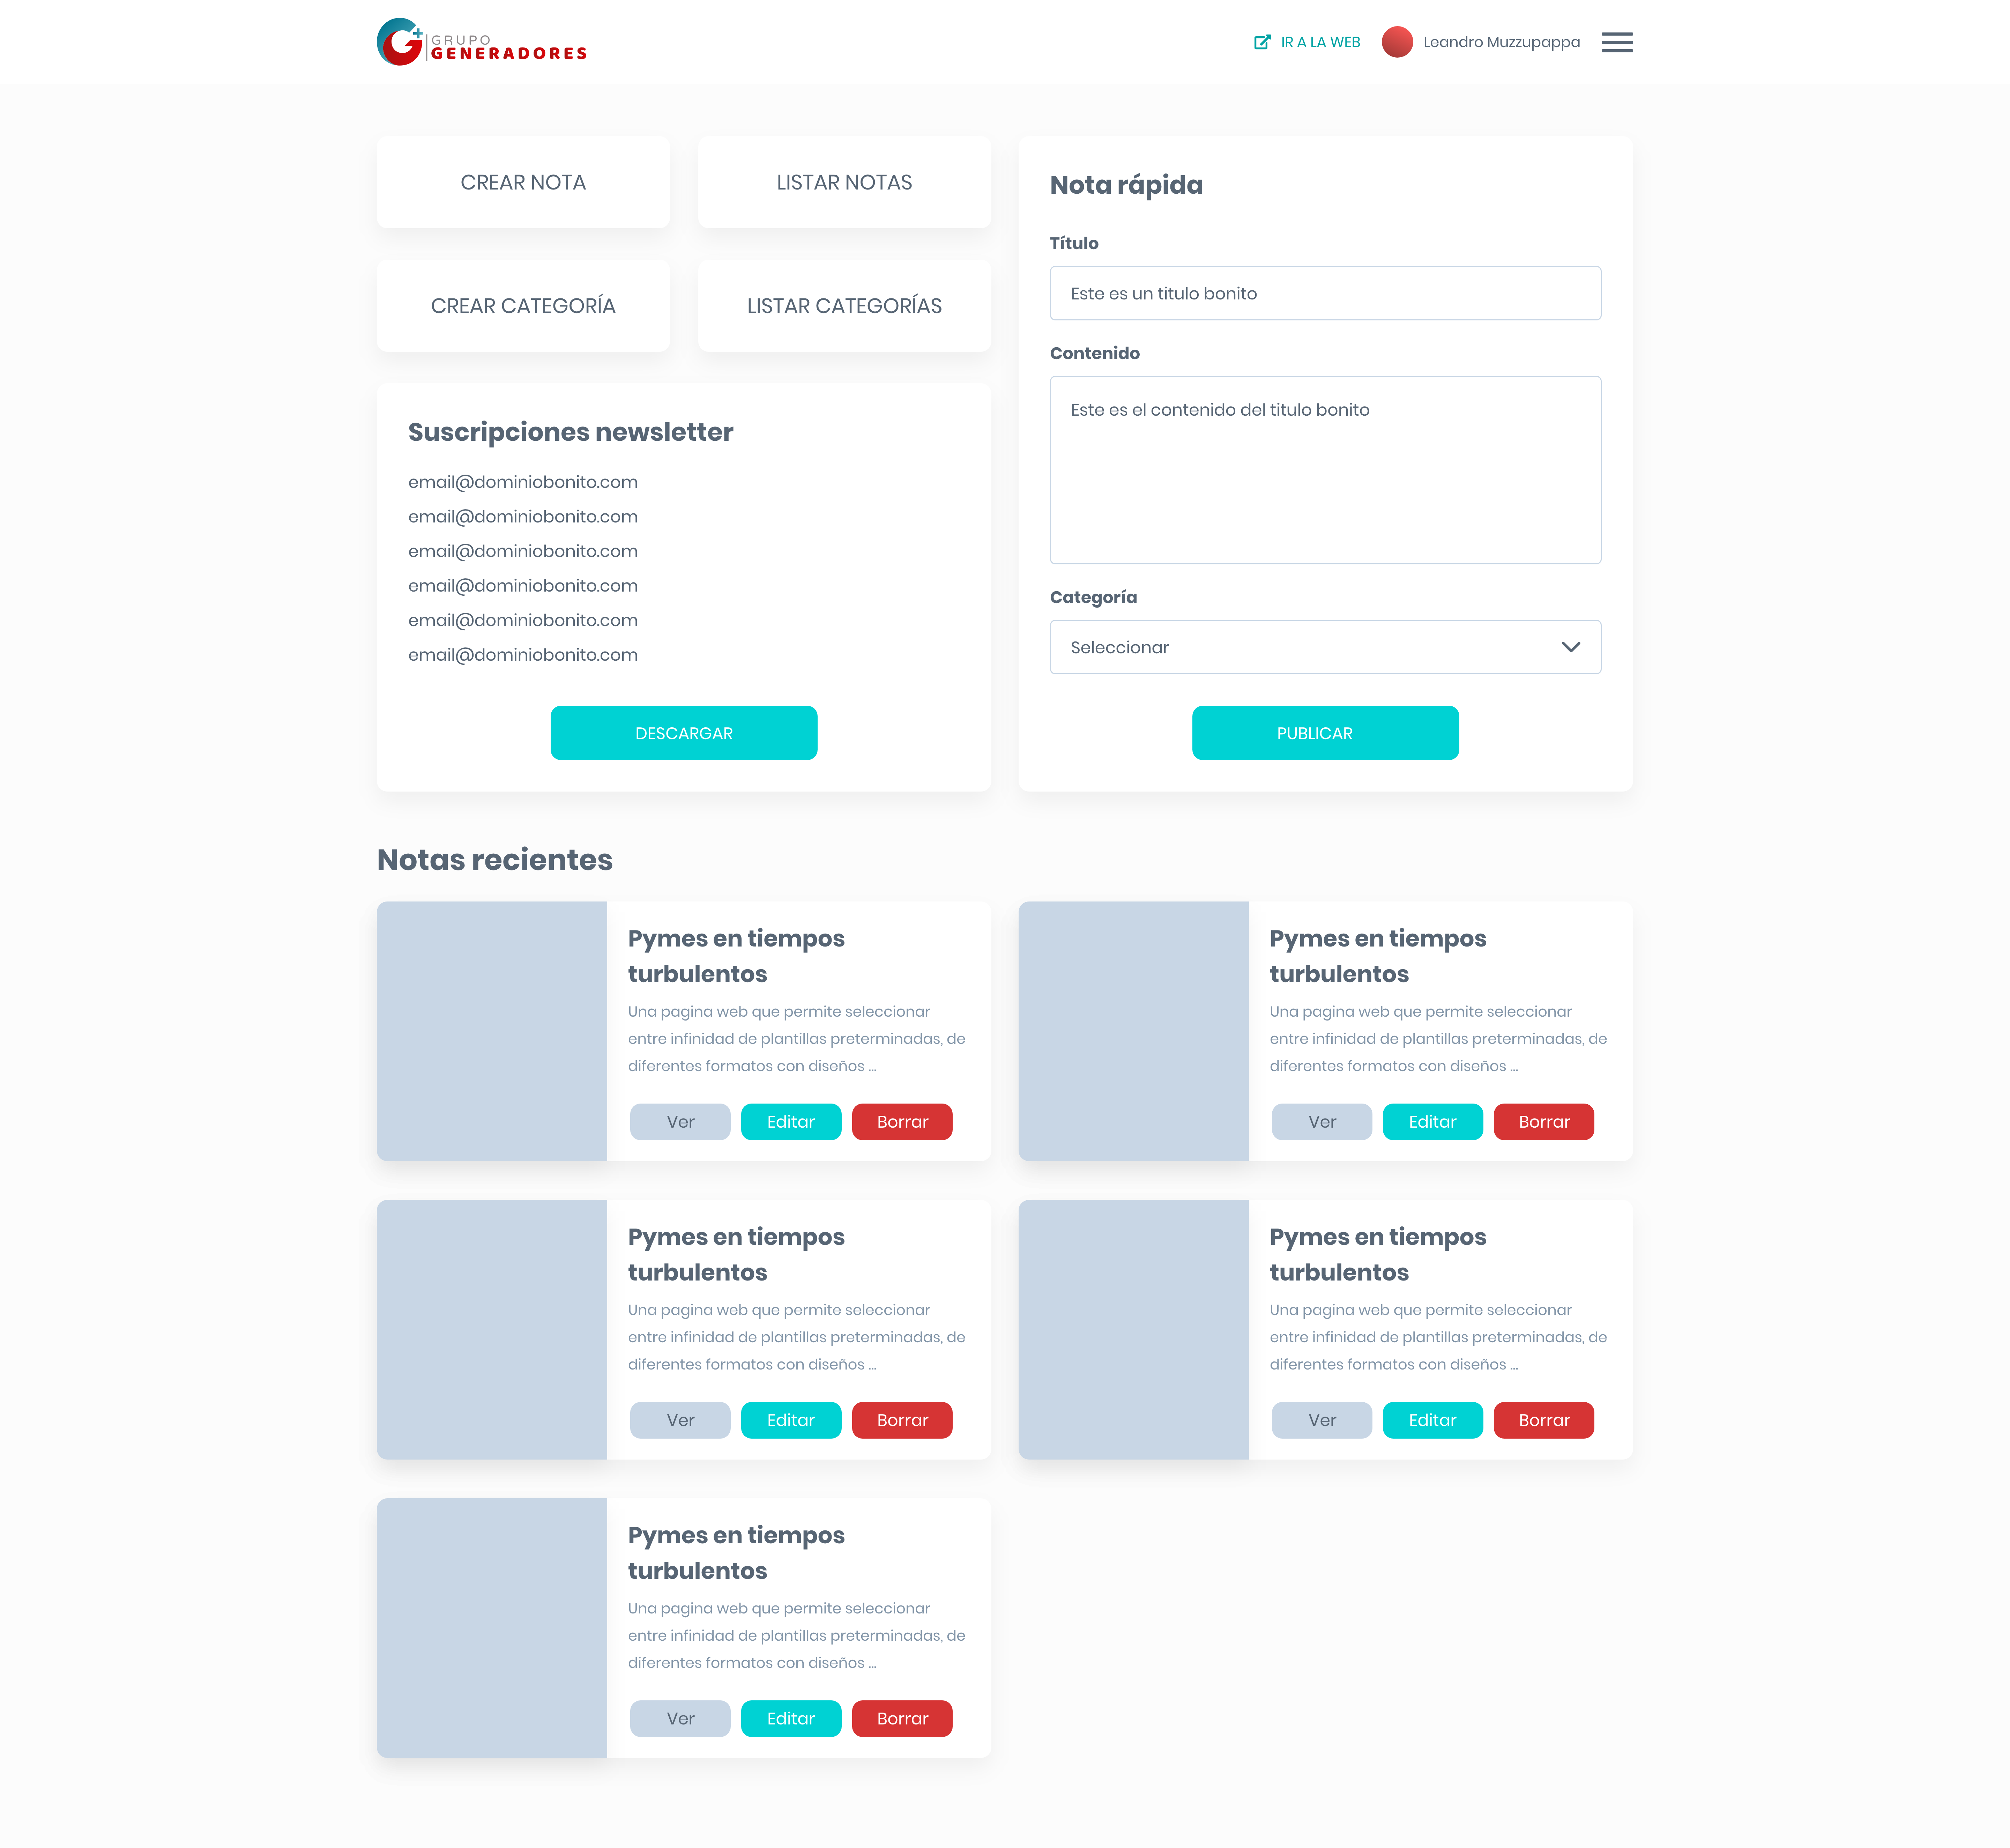 GRUPO
GENERADORES
IR A LA WEB
Leandro Muzzupappa
CREAR NOTA
LISTAR NOTAS
CREAR CATEGORÍA
LISTAR CATEGORÍAS
Suscripciones newsletter
email@dominiobonito.com
email@dominiobonito.com
email@dominiobonito.com
email@dominiobonito.com
email@dominiobonito.com
email@dominiobonito.com
DESCARGAR
Nota rápida
Título
Este es un titulo bonito
Contenido
Este es el contenido del titulo bonito
Categoría
Seleccionar
PUBLICAR
Notas recientes
Pymes en tiempos
turbulentos
Una pagina web que permite seleccionar
entre infinidad de plantillas preterminadas, de
diferentes formatos con diseños ...
Ver
Editar
Borrar
Pymes en tiempos
turbulentos
Una pagina web que permite seleccionar
entre infinidad de plantillas preterminadas, de
diferentes formatos con diseños ...
Ver
Editar
Borrar
Pymes en tiempos
turbulentos
Una pagina web que permite seleccionar
entre infinidad de plantillas preterminadas, de
diferentes formatos con diseños ...
Ver
Editar
Borrar
Pymes en tiempos
turbulentos
Una pagina web que permite seleccionar
entre infinidad de plantillas preterminadas, de
diferentes formatos con diseños ...
Ver
Editar
Borrar
Pymes en tiempos
turbulentos
Una pagina web que permite seleccionar
entre infinidad de plantillas preterminadas, de
diferentes formatos con diseños ...
Ver
Editar
Borrar